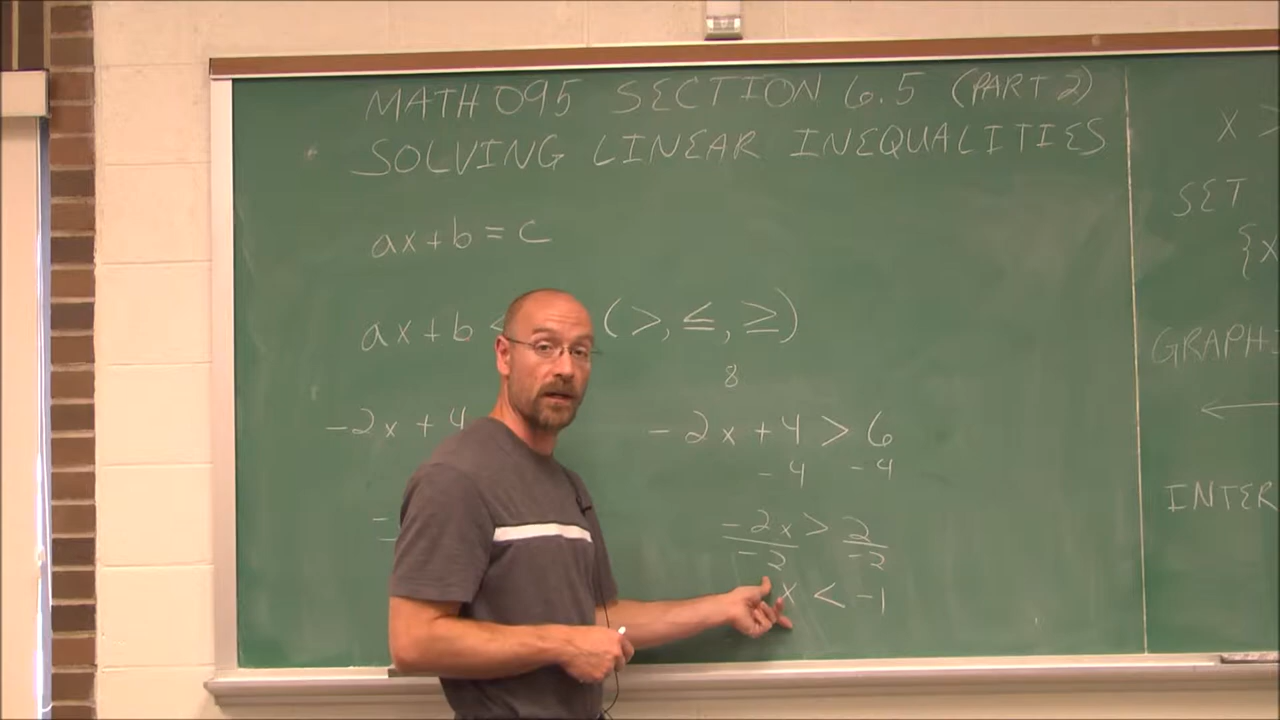 MATH 095 SECTION 6.5 (PART 2)
SOLVING LINEAR INEQUALITIES
ax + b = c
ax + b < (>, ≤, ≥)
8
-2x + 4
-2x + 4 > 6
-4 -4
-2x > 2
-2 -2
x < -1
x >
SET
{x
GRAPH
INTER